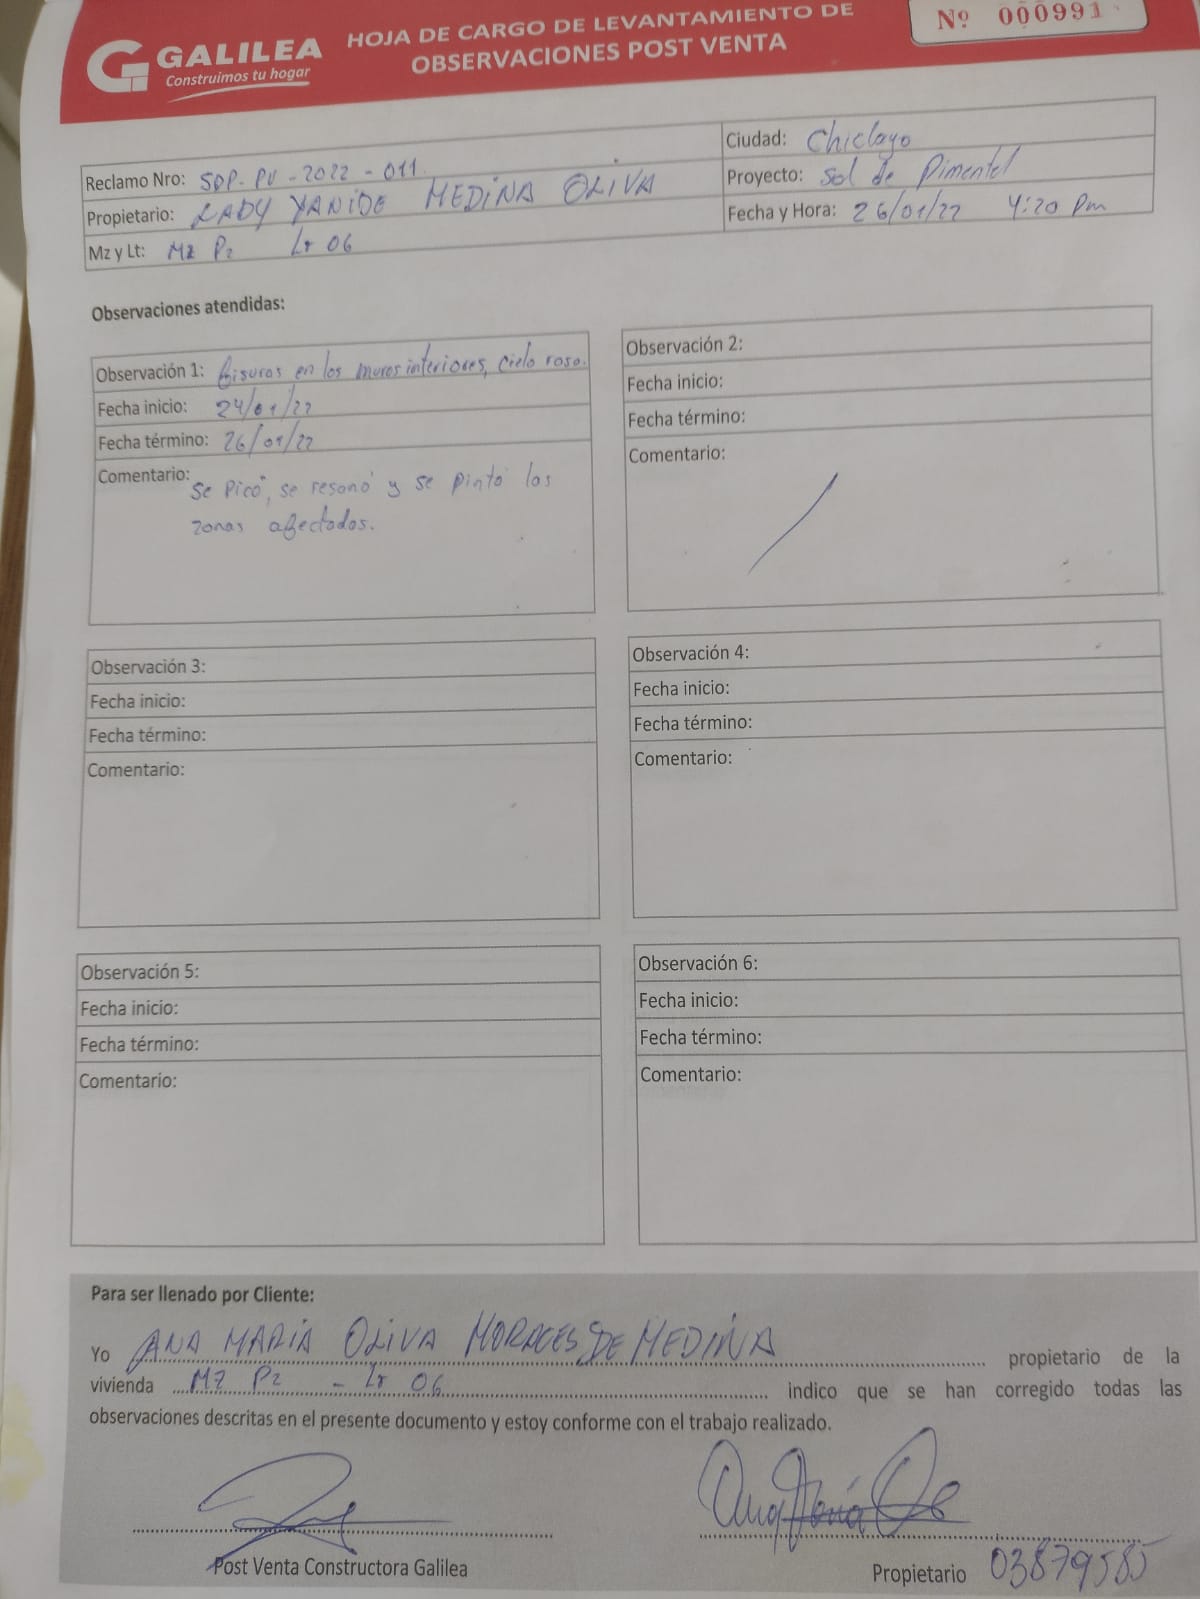 GALILEA
Construimos tu hogar
HOJA DE CARGO DE LEVANTAMIENTO DE
OBSERVACIONES POST VENTA
Nº 000991
Reclamo Nro: SDP-PV-2022-011
Propietario: LADY YANIDE MEDINA OLIVA
Mz y Lt: Mz P2 Lt 06
Ciudad: Chiclayo
Proyecto: Sol de Pimentel
Fecha y Hora: 26/01/22 4:20 Pm
Observaciones atendidas:
Observación 1: fisuras en los muros interiores, cielo raso.
Fecha inicio: 24/01/22
Fecha término: 26/01/22
Comentario: Se Picó, se resanó y se pintó las
zonas afectadas.
Observación 2:
Fecha inicio:
Fecha término:
Comentario:
Observación 3:
Fecha inicio:
Fecha término:
Comentario:
Observación 4:
Fecha inicio:
Fecha término:
Comentario:
Observación 5:
Fecha inicio:
Fecha término:
Comentario:
Observación 6:
Fecha inicio:
Fecha término:
Comentario:
Para ser llenado por Cliente:
Yo ANA MARÍA OLIVA MORALES DE MEDINA propietario de la
vivienda MZ P2 - Lt 06 indico que se han corregido todas las
observaciones descritas en el presente documento y estoy conforme con el trabajo realizado.
Post Venta Constructora Galilea
Propietario 03879585